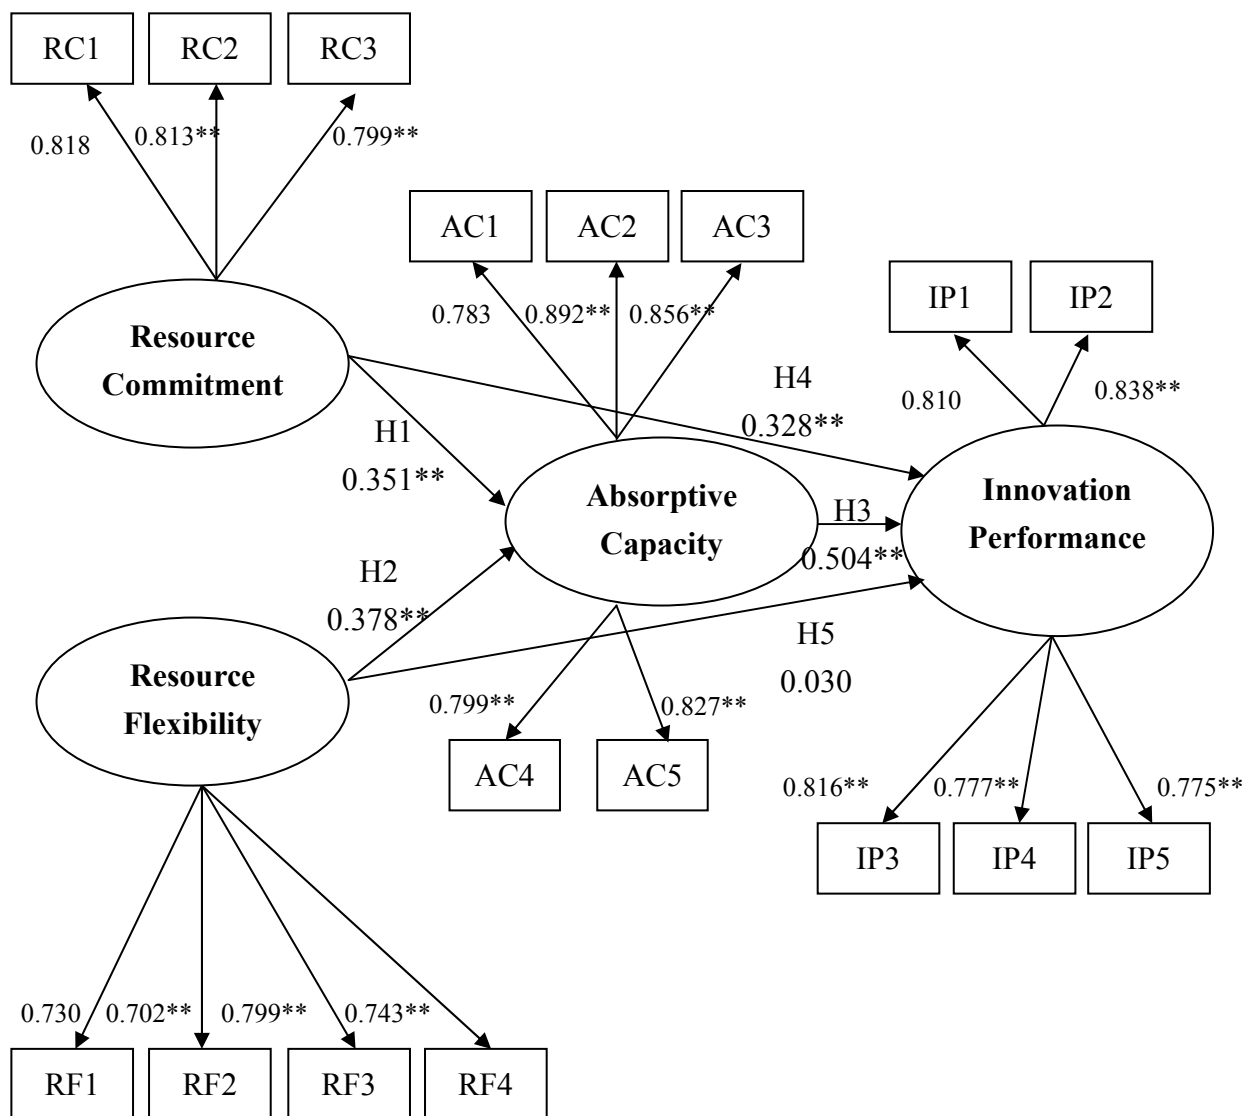 RC1
RC2
RC3
0.818
0.813**
0.799**
AC1
AC2
AC3
0.783
0.892**
0.856**
IP1
IP2
0.810
0.838**
Resource
Commitment
H4
0.328**
H1
0.351**
Absorptive
Capacity
H3
0.504**
Innovation
Performance
H2
0.378**
H5
0.030
Resource
Flexibility
0.799**
0.827**
AC4
AC5
0.816**
0.777**
0.775**
IP3
IP4
IP5
0.730
0.702**
0.799**
0.743**
RF1
RF2
RF3
RF4